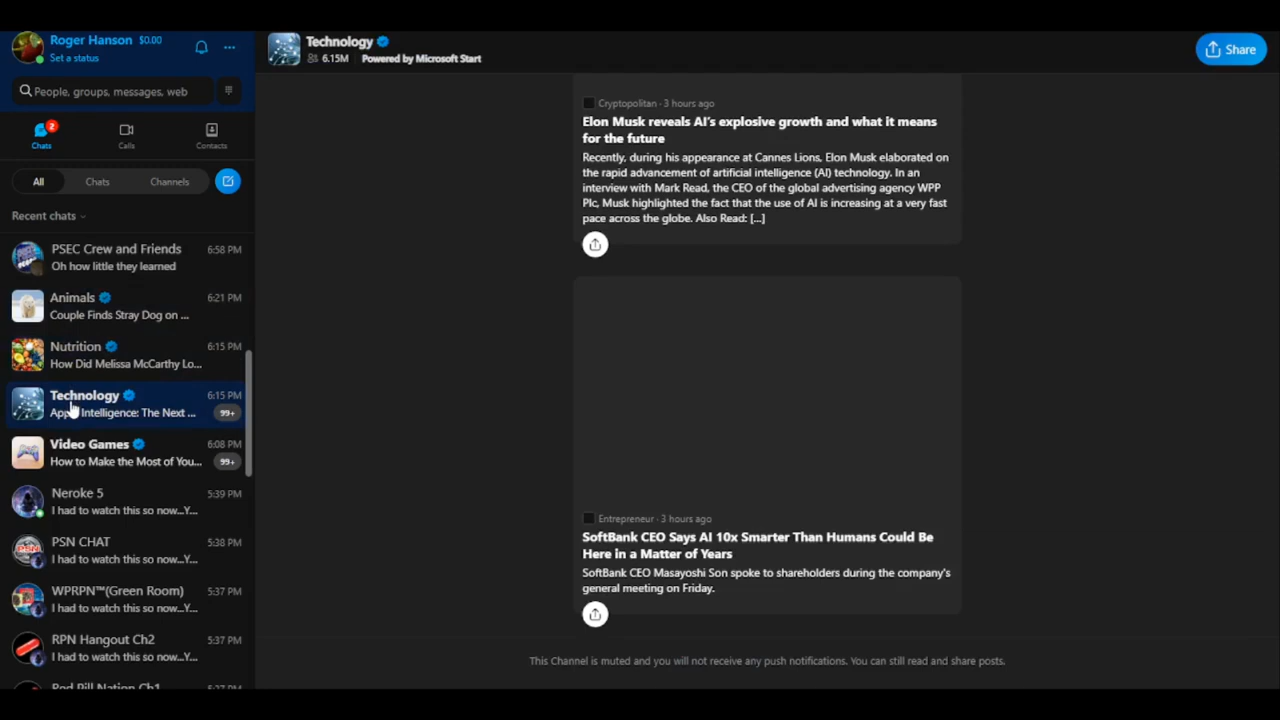 Roger Hanson $0.00
Set a status
People, groups, messages, web
2
Chats
Calls
Contacts
All
Chats
Channels
Recent chats
PSEC Crew and Friends
6:58 PM
Oh how little they learned
Animals
6:21 PM
Couple Finds Stray Dog on ...
Nutrition
6:15 PM
How Did Melissa McCarthy Lo...
Technology
6:15 PM
Intelligence: The Next ...
99+
Video Games
6:08 PM
How to Make the Most of You...
99+
Neroke 5
5:39 PM
I had to watch this so now...Y...
PSN CHAT
5:38 PM
I had to watch this so now...Y...
WPRPN™(Green Room)
5:37 PM
I had to watch this so now...Y...
RPN Hangout Ch2
5:37 PM
I had to watch this so now...Y...
Red Pill Nation Ch1
5:37 PM
Technology
6.15M | Powered by Microsoft Start
Share
Cryptopolitan · 3 hours ago
Elon Musk reveals AI's explosive growth and what it means
for the future
Recently, during his appearance at Cannes Lions, Elon Musk elaborated on
the rapid advancement of artificial intelligence (AI) technology. In an
interview with Mark Read, the CEO of the global advertising agency WPP
Plc, Musk highlighted the fact that the use of AI is increasing at a very fast
pace across the globe. Also Read: [...]
Entrepreneur · 3 hours ago
SoftBank CEO Says AI 10x Smarter Than Humans Could Be
Here in a Matter of Years
SoftBank CEO Masayoshi Son spoke to shareholders during the company's
general meeting on Friday.
This Channel is muted and you will not receive any push notifications. You can still read and share posts.